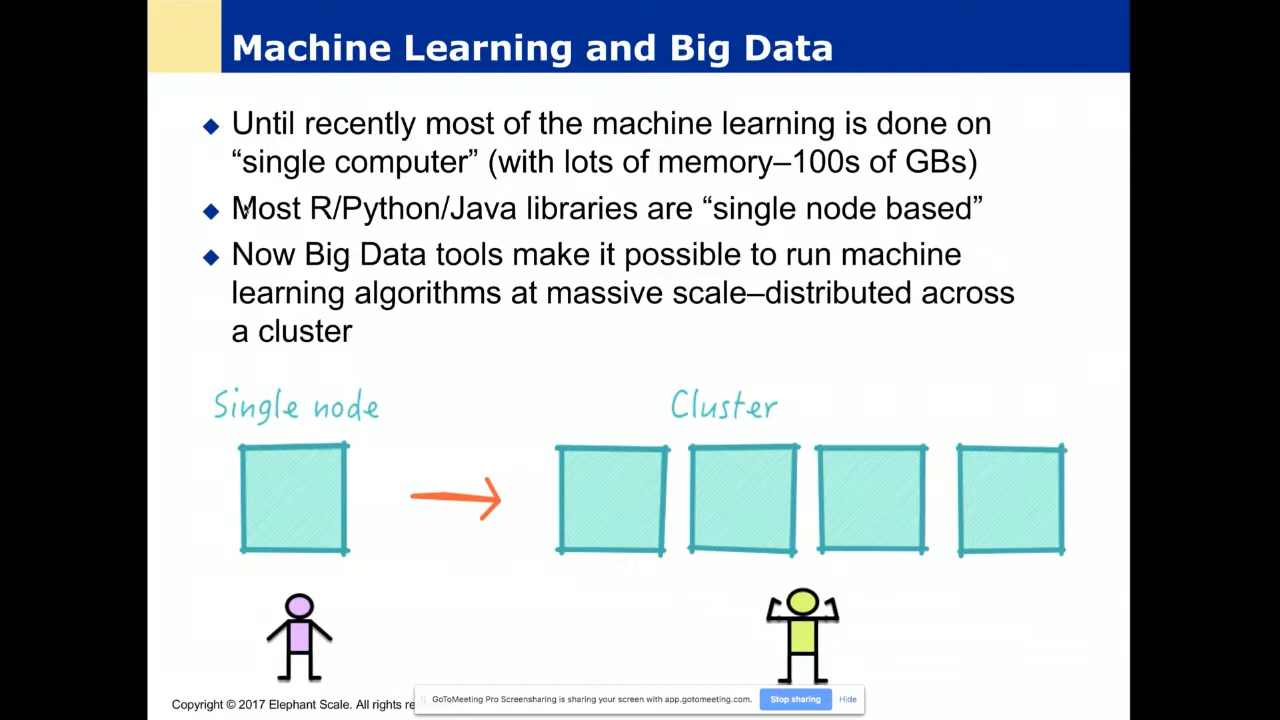 Machine Learning and Big Data
Until recently most of the machine learning is done on
“single computer” (with lots of memory–100s of GBs)
Most R/Python/Java libraries are “single node based”
Now Big Data tools make it possible to run machine
learning algorithms at massive scale–distributed across
a cluster
Single node
Cluster
Copyright © 2017 Elephant Scale. All rights re
GoToMeeting Pro Screensharing is sharing your screen with app.gotomeeting.com.
Stop sharing
Hide